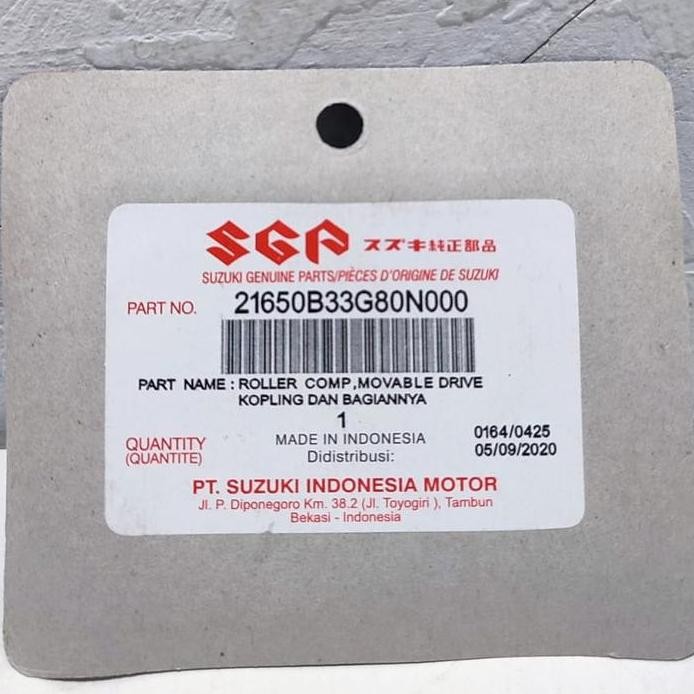 SGP スズキ純正部品
SUZUKI GENUINE PARTS/PIÈCES D'ORIGINE DE SUZUKI
PART NO. 21650B33G80N000
PART NAME : ROLLER COMP,MOVABLE DRIVE
KOPLING DAN BAGIANNYA
1
QUANTITY
(QUANTITE)
MADE IN INDONESIA
Didistribusi:
0164/0425
05/09/2020
PT. SUZUKI INDONESIA MOTOR
Jl. P. Diponegoro Km. 38.2 (Jl. Toyogiri ), Tambun
Bekasi - Indonesia